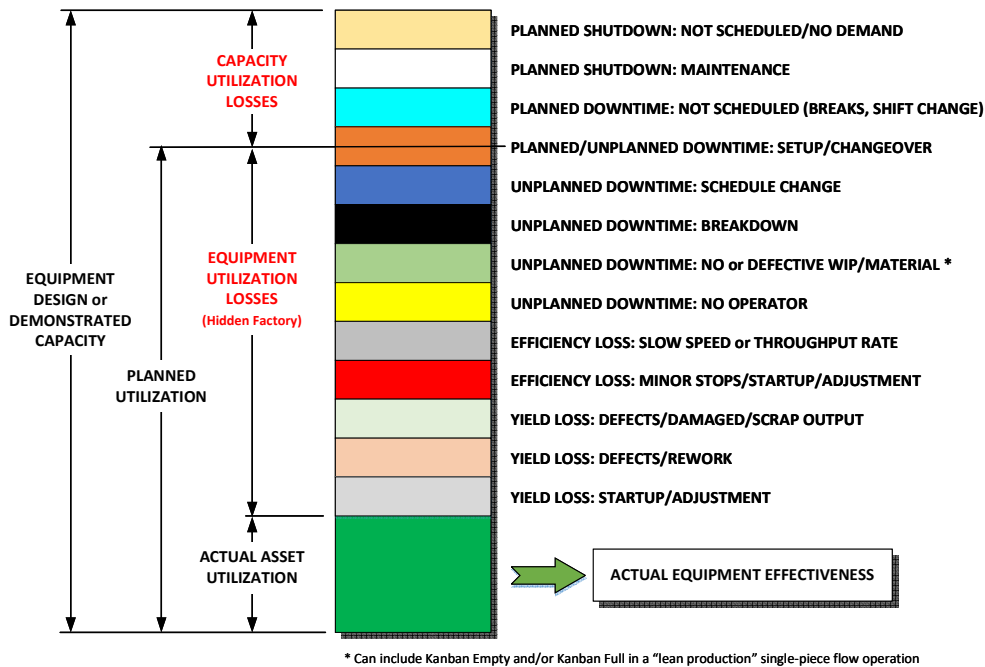 PLANNED SHUTDOWN: NOT SCHEDULED/NO DEMAND
CAPACITY
UTILIZATION
LOSSES
PLANNED SHUTDOWN: MAINTENANCE
PLANNED DOWNTIME: NOT SCHEDULED (BREAKS, SHIFT CHANGE)
PLANNED/UNPLANNED DOWNTIME: SETUP/CHANGEOVER
UNPLANNED DOWNTIME: SCHEDULE CHANGE
UNPLANNED DOWNTIME: BREAKDOWN
EQUIPMENT
UTILIZATION
LOSSES
(Hidden Factory)
UNPLANNED DOWNTIME: NO or DEFECTIVE WIP/MATERIAL *
EQUIPMENT
DESIGN or
DEMONSTRATED
CAPACITY
UNPLANNED DOWNTIME: NO OPERATOR
EFFICIENCY LOSS: SLOW SPEED or THROUGHPUT RATE
PLANNED
UTILIZATION
EFFICIENCY LOSS: MINOR STOPS/STARTUP/ADJUSTMENT
YIELD LOSS: DEFECTS/DAMAGED/SCRAP OUTPUT
YIELD LOSS: DEFECTS/REWORK
YIELD LOSS: STARTUP/ADJUSTMENT
ACTUAL ASSET
UTILIZATION
ACTUAL EQUIPMENT EFFECTIVENESS
* Can include Kanban Empty and/or Kanban Full in a “lean production” single-piece flow operation